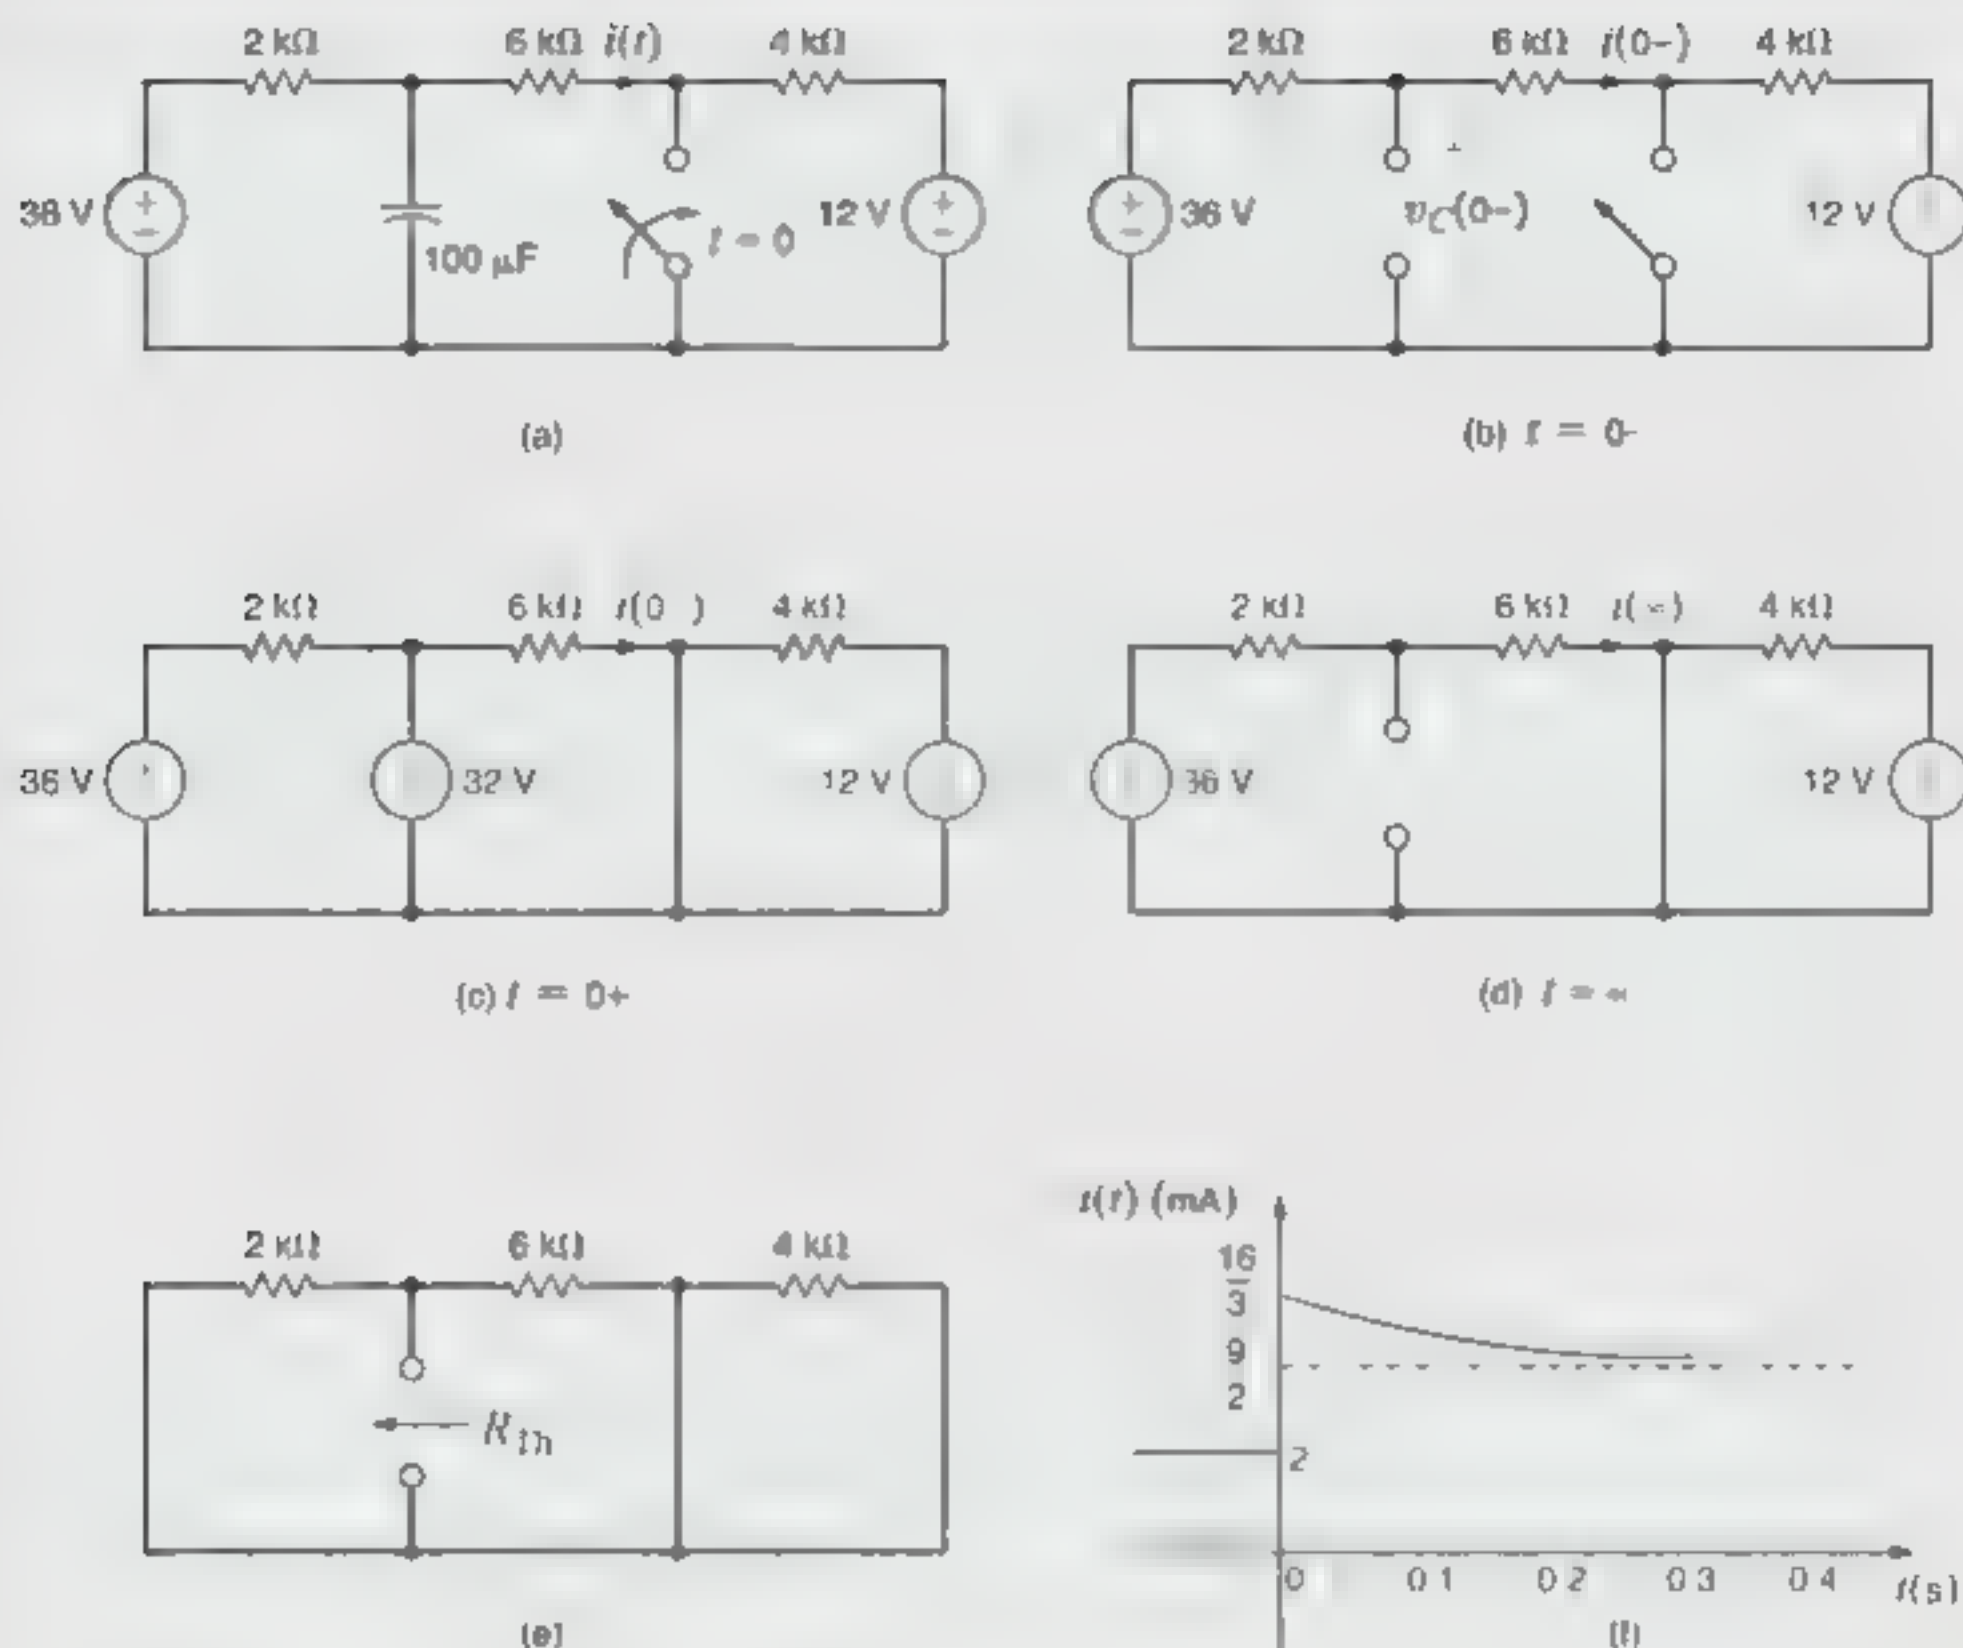 2 kΩ 6 kΩ i(t) 4 kΩ
36 V 100 μF t = 0 12 V
(a)
2 kΩ 6 kΩ i(0-) 4 kΩ
36 V v_C(0-) 12 V
(b) t = 0-
2 kΩ 6 kΩ i(0 ) 4 kΩ
36 V 32 V 12 V
(c) t = 0+
2 kΩ 6 kΩ i(∞) 4 kΩ
36 V 12 V
(d) t = ∞
2 kΩ 6 kΩ 4 kΩ
R_Th
(e)
i(t) (mA)
16
3
9
2
2
0 0 1 0 2 0 3 0 4 t(s)
(f)